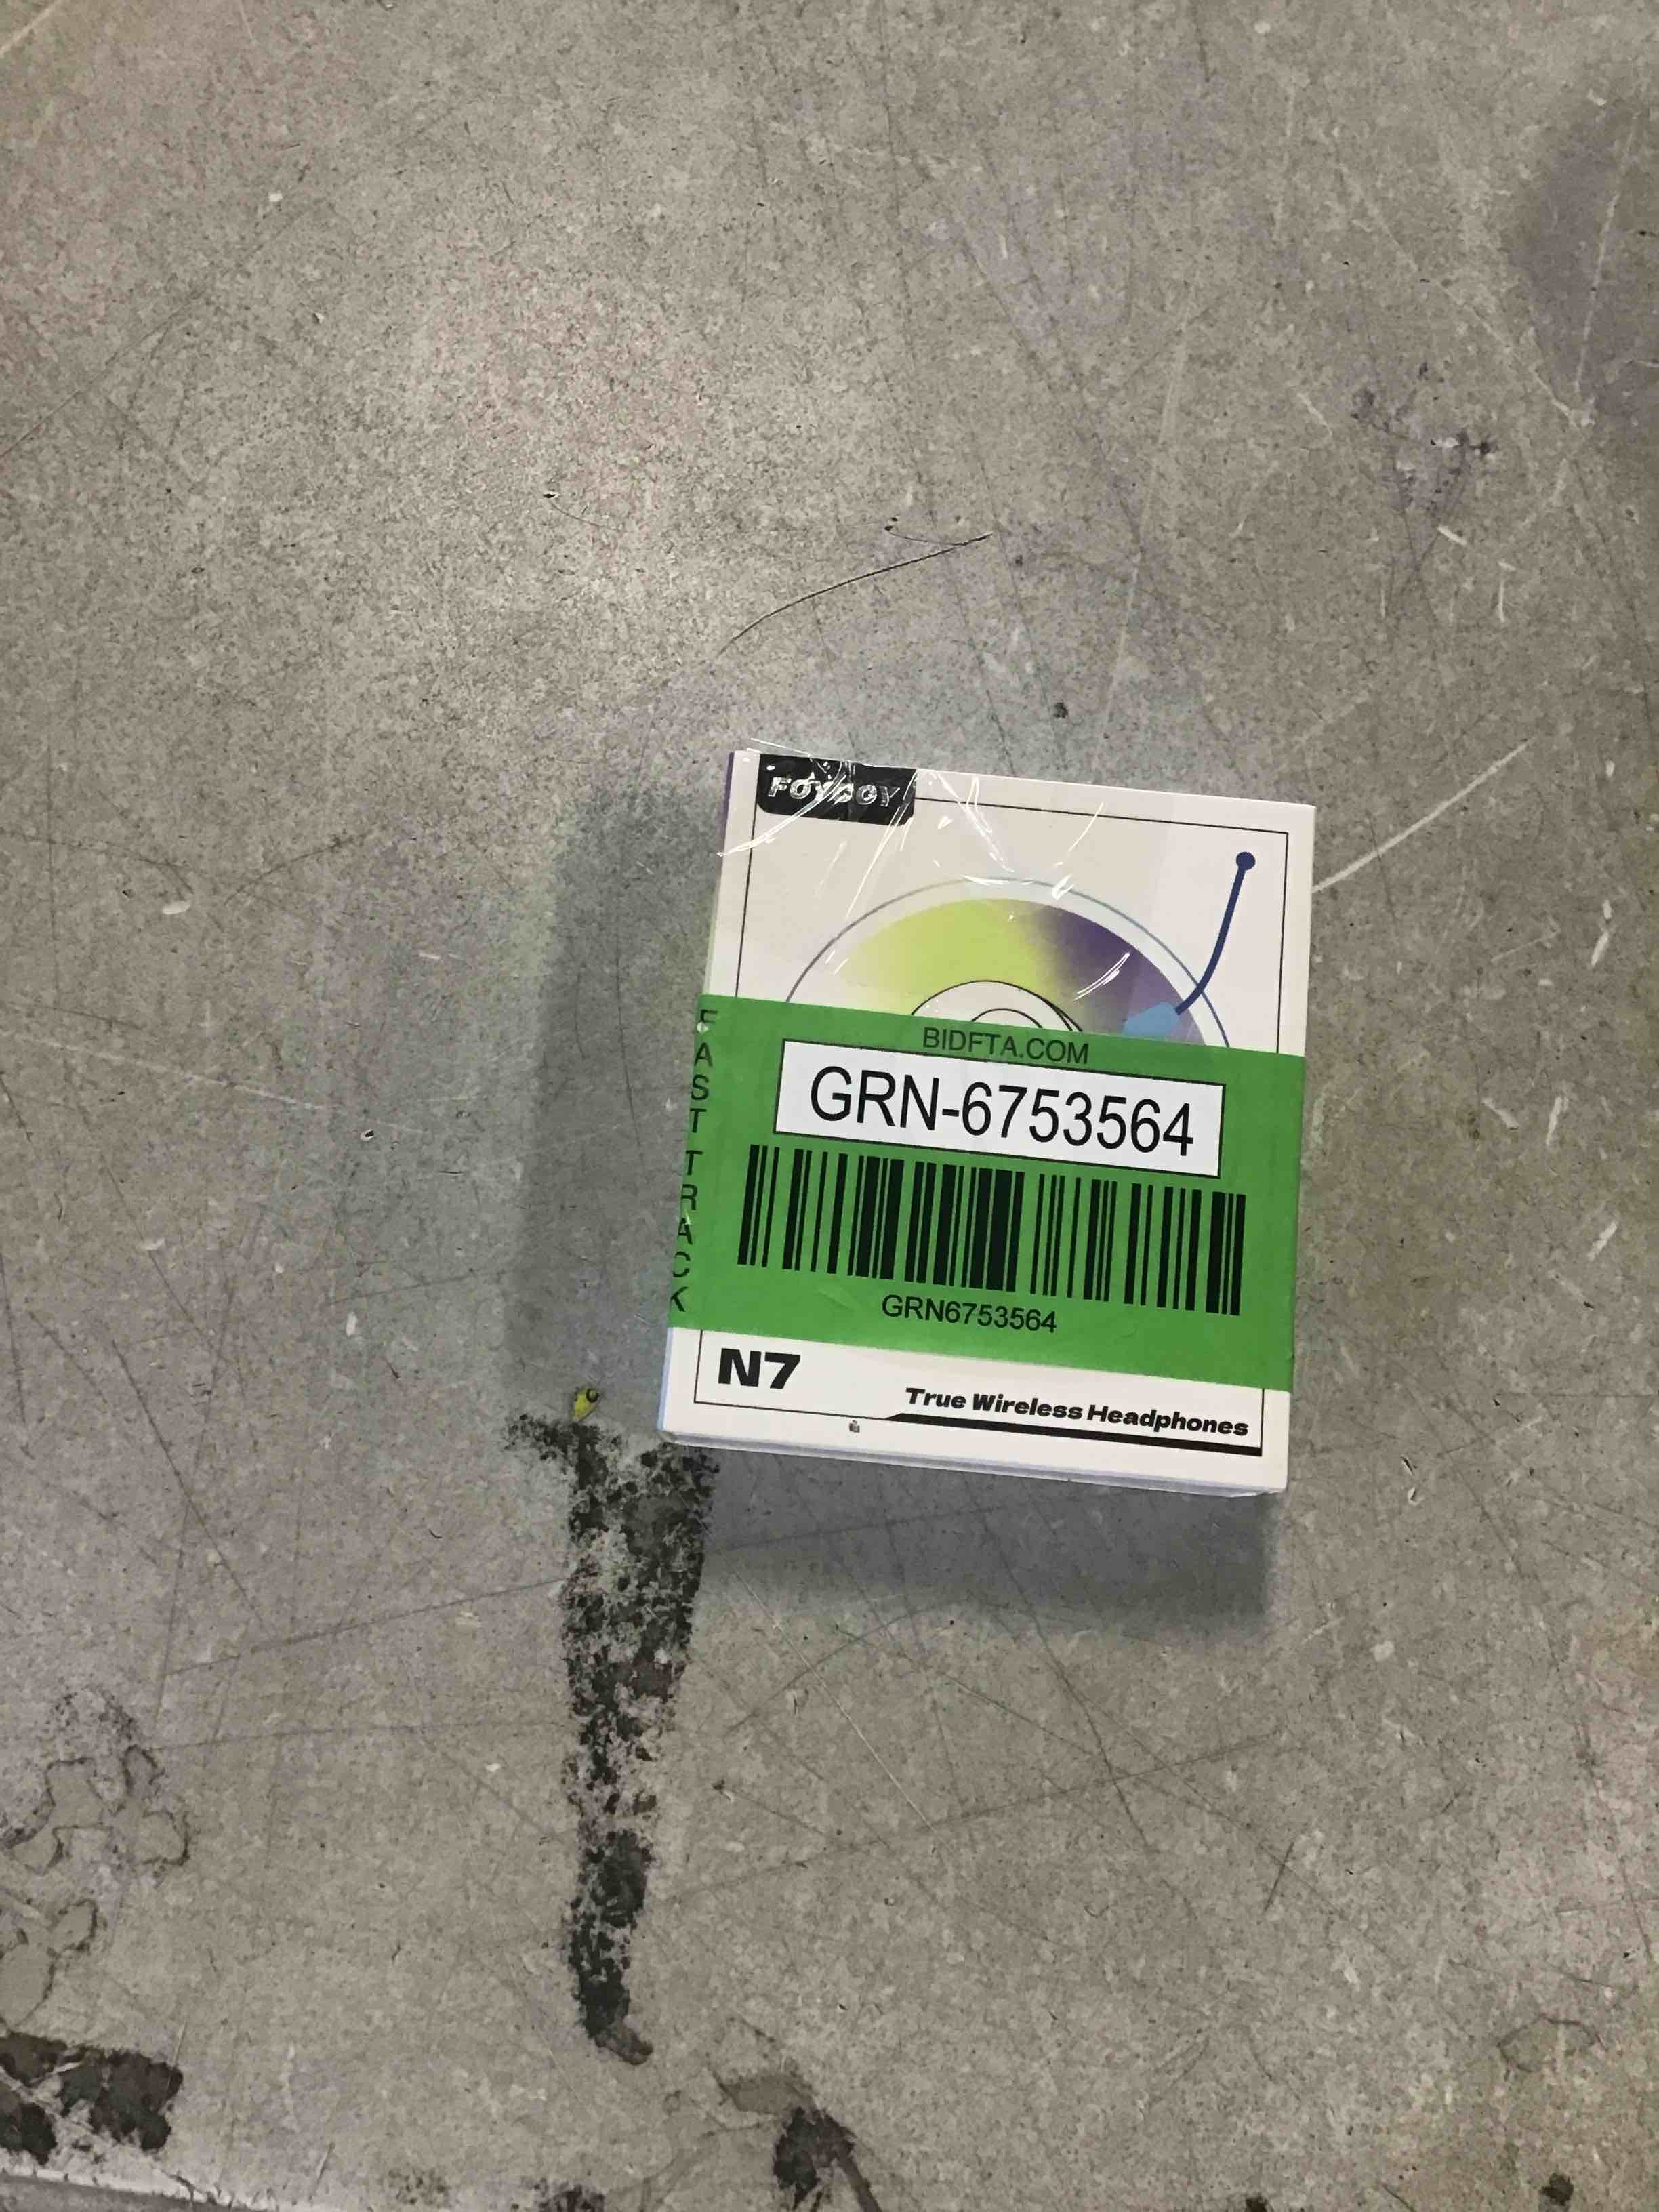 BIDFTA.COM
GRN-6753564
GRN6753564
FAST TRACK
N7
True Wireless Headphones